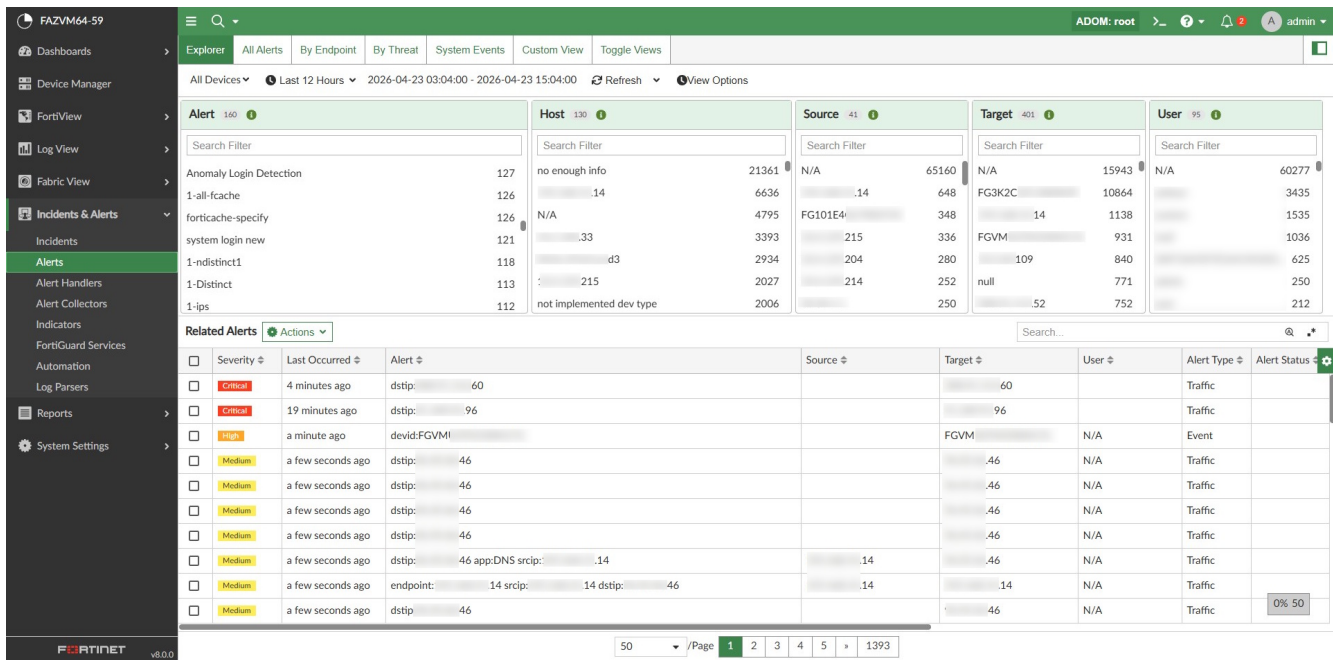 FAZVM64-59
ADOM: root
2
A
admin
Dashboards
Device Manager
FortiView
Log View
Fabric View
Incidents & Alerts
Incidents
Alerts
Alert Handlers
Alert Collectors
Indicators
FortiGuard Services
Automation
Log Parsers
Reports
System Settings
FORTINET v8.0.0
Explorer All Alerts By Endpoint By Threat System Events Custom View Toggle Views
All Devices Last 12 Hours 2026-04-23 03:04:00 - 2026-04-23 15:04:00 Refresh View Options
Alert 160
Search Filter
Anomaly Login Detection 127
1-all-fcache 126
forticache-specify 126
system login new 121
1-ndistinct1 118
1-Distinct 113
1-ips 112
Host 130
Search Filter
no enough info 21361
.14 6636
N/A 4795
.33 3393
d3 2934
215 2027
not implemented dev type 2006
Source 41
Search Filter
N/A 65160
.14 648
FG101E4 348
215 336
204 280
214 252
250
Target 401
Search Filter
N/A 15943
FG3K2C 10864
14 1138
FGVM 931
109 840
null 771
.52 752
User 95
Search Filter
N/A 60277
3435
1535
1036
625
250
212
Related Alerts Actions Search...
Severity Last Occurred Alert Source Target User Alert Type Alert Status
Critical 4 minutes ago dstip: 60 60 Traffic
Critical 19 minutes ago dstip: 96 96 Traffic
High a minute ago devid:FGVM FGVM N/A Event
Medium a few seconds ago dstip: 46 .46 N/A Traffic
Medium a few seconds ago dstip: 46 .46 N/A Traffic
Medium a few seconds ago dstip: 46 .46 N/A Traffic
Medium a few seconds ago dstip: 46 .46 N/A Traffic
Medium a few seconds ago dstip: 46 app:DNS srcip: .14 .14 .46 N/A Traffic
Medium a few seconds ago endpoint: .14 srcip: .14 dstip: 46 .14 .14 N/A Traffic
Medium a few seconds ago dstip 46 46 N/A Traffic
0% 50
50 /Page 1 2 3 4 5 » 1393